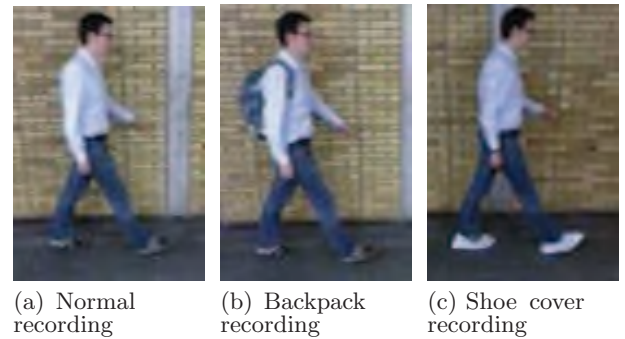 (a) Normal
recording
(b) Backpack
recording
(c) Shoe cover
recording